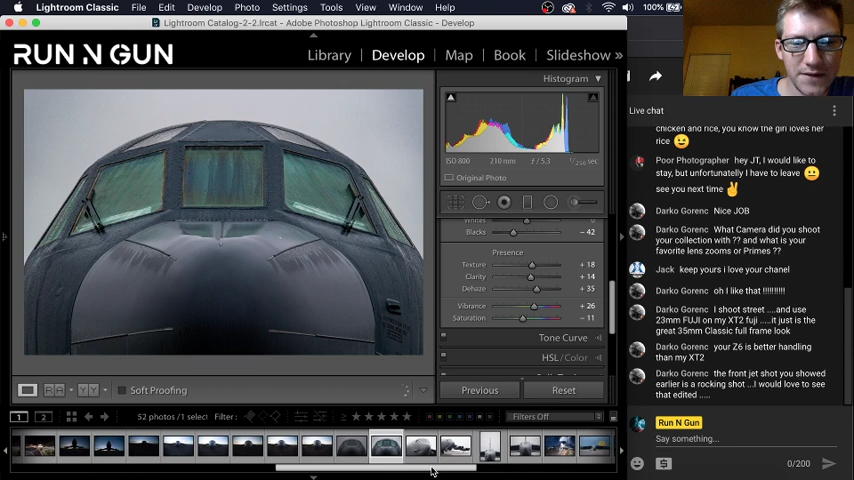 Lightroom Classic File Edit Develop Photo Settings Tools View Window Help 100%
Lightroom Catalog-2-2.lrcat - Adobe Photoshop Lightroom Classic - Develop
RUN N GUN Library | Develop | Map | Book | Slideshow »
Histogram
ISO 800 210 mm f / 5.3 1/250 sec
Original Photo
Whites 0
Blacks - 42
Presence
Texture + 18
Clarity + 14
Dehaze + 35
Vibrance + 26
Saturation - 11
Tone Curve
HSL / Color
Previous Reset
Soft Proofing
1 2 52 photos / 1 select Filter: Filters Off
Live chat
chicken and rice, you know the girl loves her
rice
Poor Photographer hey JT, I would like to
stay, but unfortunatelly I have to leave
see you next time
Darko Gorenc Nice JOB
Darko Gorenc What Camera did you shoot
your collection with ?? and what is your
favorite lens zooms or Primes ??
Jack keep yours i love your chanel
Darko Gorenc oh I like that !!!!!!!!!!
Darko Gorenc I shoot street ....and use
23mm FUJI on my XT2 fuji .....it just is the
great 35mm Classic full frame look
Darko Gorenc your Z6 is better handling
than my XT2
Darko Gorenc the front jet shot you showed
earlier is a rocking shot ...I would love to see
that edited .....
Run N Gun
Say something...
0/200